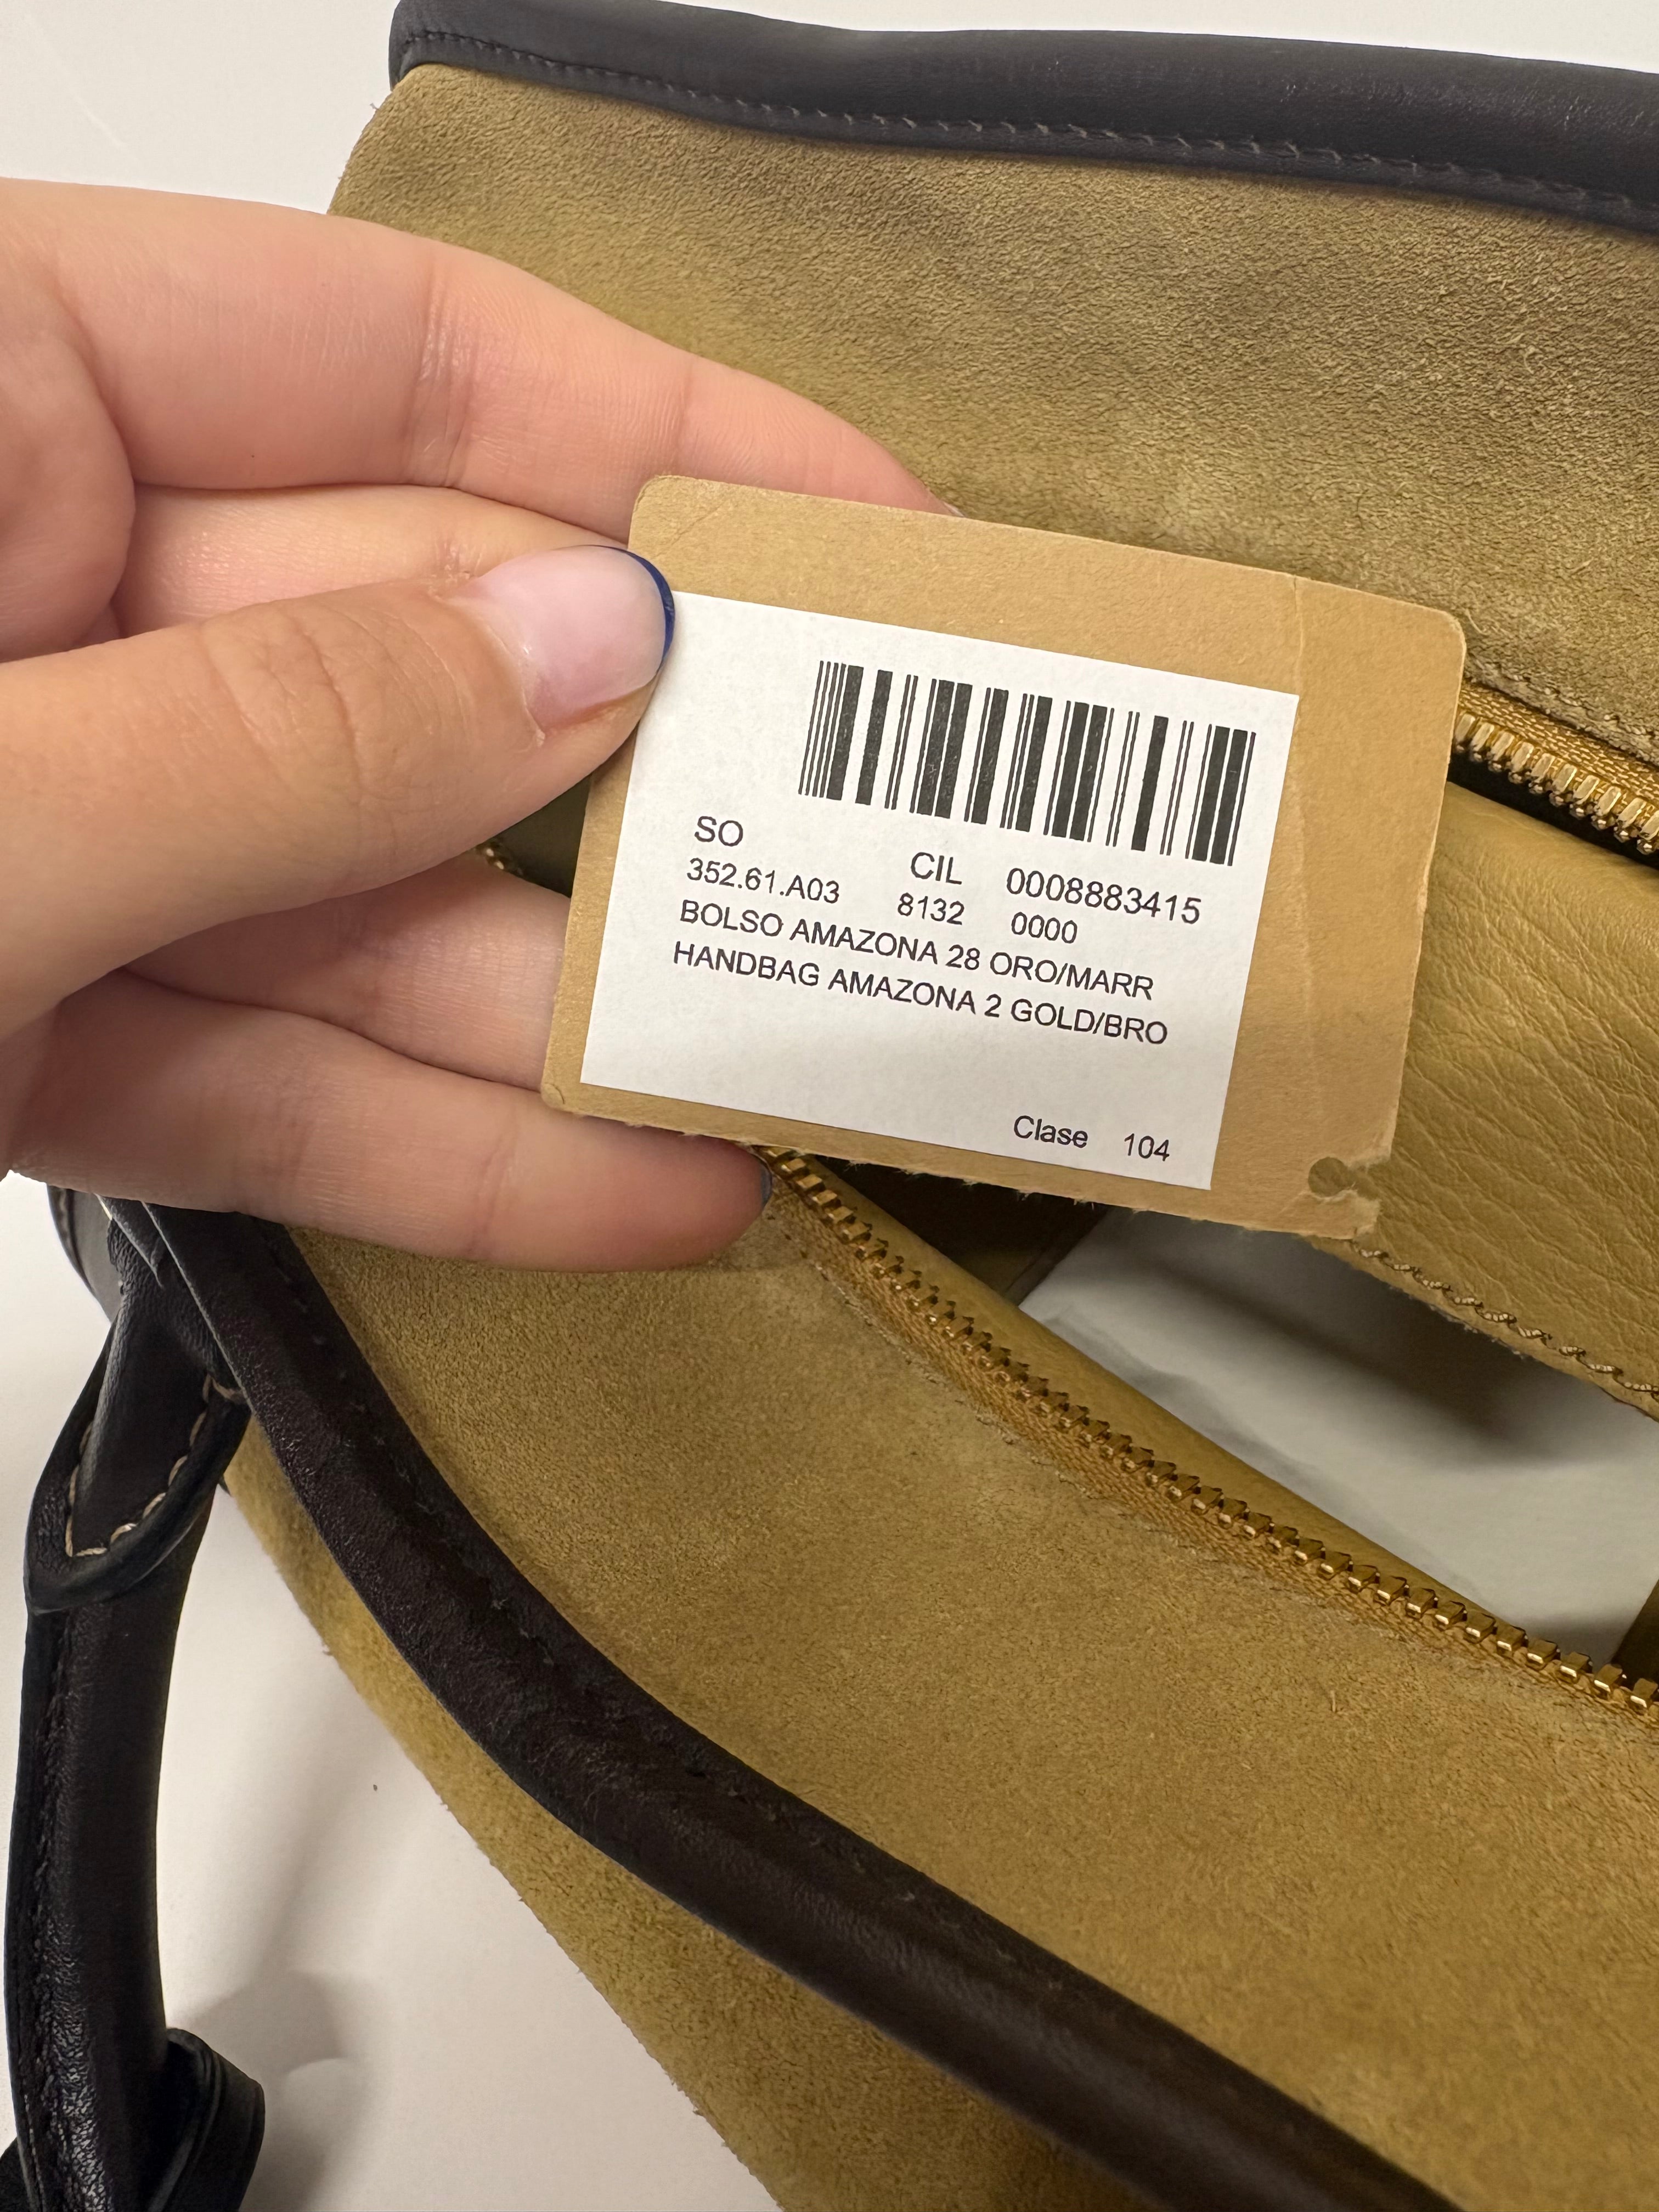 SO CIL 0008883415
352.61.A03 8132 0000
BOLSO AMAZONA 28 ORO/MARR
HANDBAG AMAZONA 2 GOLD/BRO
Clase 104